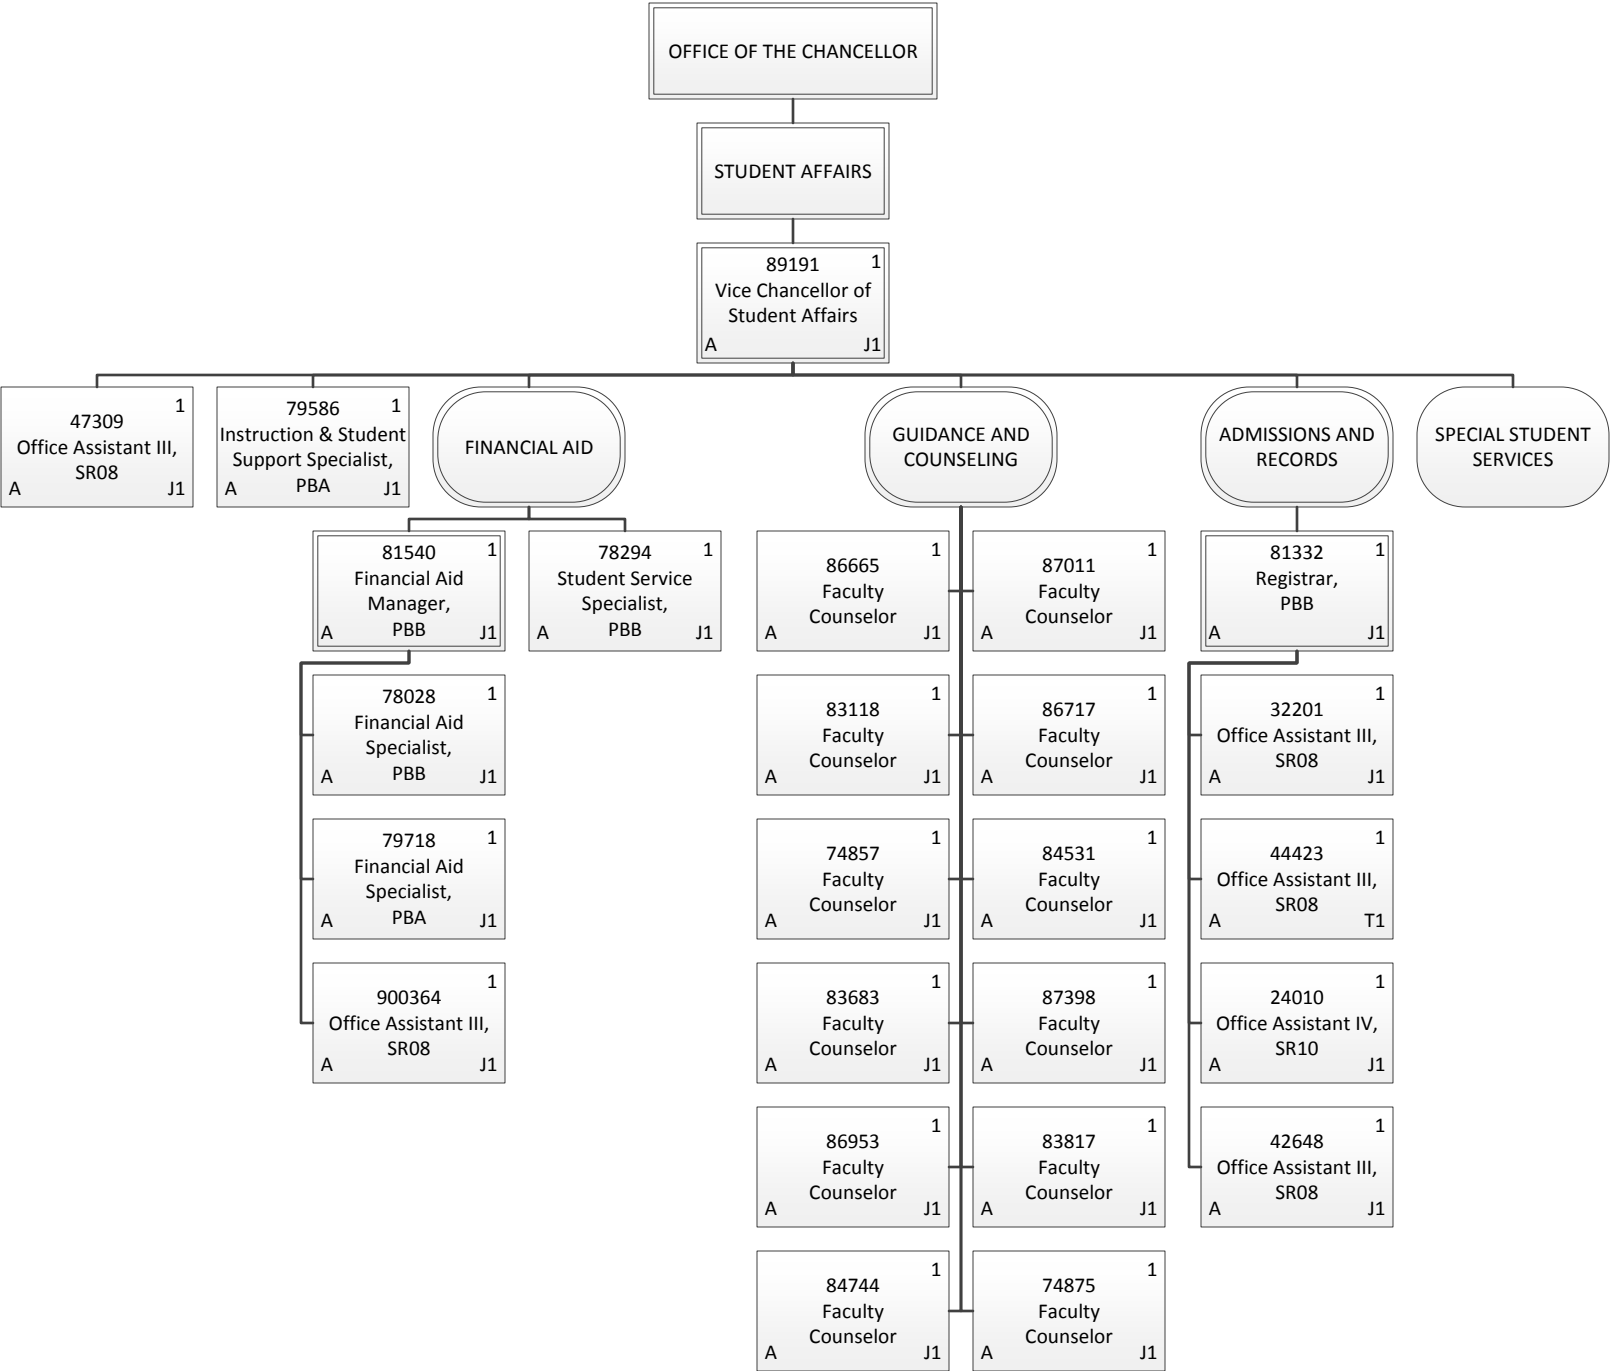 OFFICE OF THE CHANCELLOR
STUDENT AFFAIRS
89191 1
Vice Chancellor of
Student Affairs
A J1
47309 1
Office Assistant III,
SR08
A J1
79586 1
Instruction & Student
Support Specialist,
PBA
A J1
FINANCIAL AID
GUIDANCE AND
COUNSELING
ADMISSIONS AND
RECORDS
SPECIAL STUDENT
SERVICES
81540 1
Financial Aid
Manager,
PBB
A J1
78294 1
Student Service
Specialist,
PBB
A J1
78028 1
Financial Aid
Specialist,
PBB
A J1
79718 1
Financial Aid
Specialist,
PBA
A J1
900364 1
Office Assistant III,
SR08
A J1
86665 1
Faculty
Counselor
A J1
87011 1
Faculty
Counselor
A J1
83118 1
Faculty
Counselor
A J1
86717 1
Faculty
Counselor
A J1
74857 1
Faculty
Counselor
A J1
84531 1
Faculty
Counselor
A J1
83683 1
Faculty
Counselor
A J1
87398 1
Faculty
Counselor
A J1
86953 1
Faculty
Counselor
A J1
83817 1
Faculty
Counselor
A J1
84744 1
Faculty
Counselor
A J1
74875 1
Faculty
Counselor
A J1
81332 1
Registrar,
PBB
A J1
32201 1
Office Assistant III,
SR08
A J1
44423 1
Office Assistant III,
SR08
A T1
24010 1
Office Assistant IV,
SR10
A J1
42648 1
Office Assistant III,
SR08
A J1